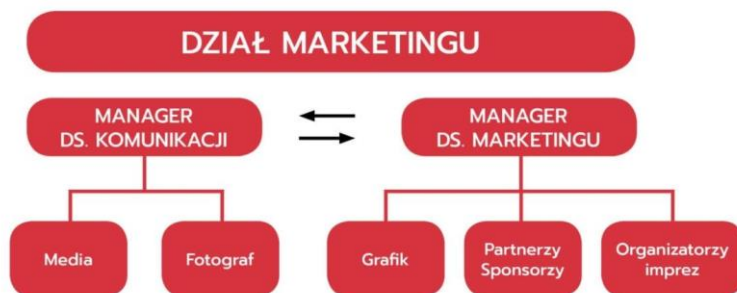 DZIAŁ MARKETINGU
MANAGER
DS. KOMUNIKACJI
MANAGER
DS. MARKETINGU
Media
Fotograf
Grafik
Partnerzy
Sponsorzy
Organizatorzy
imprez